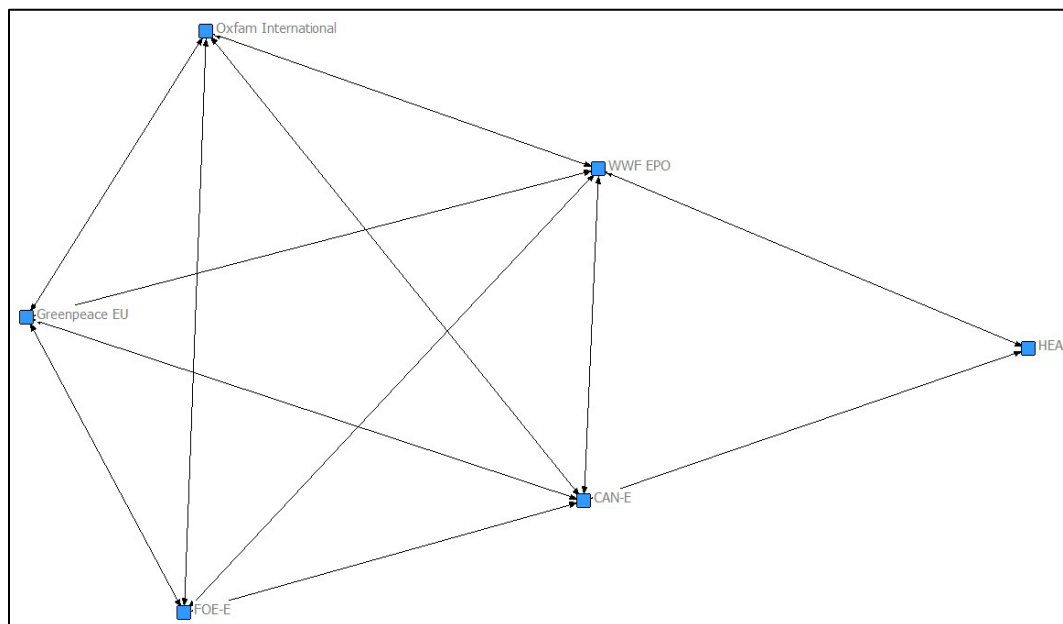 Oxfam International
WWF EPO
Greenpeace EU
HEA
CAN-E
FOE-E